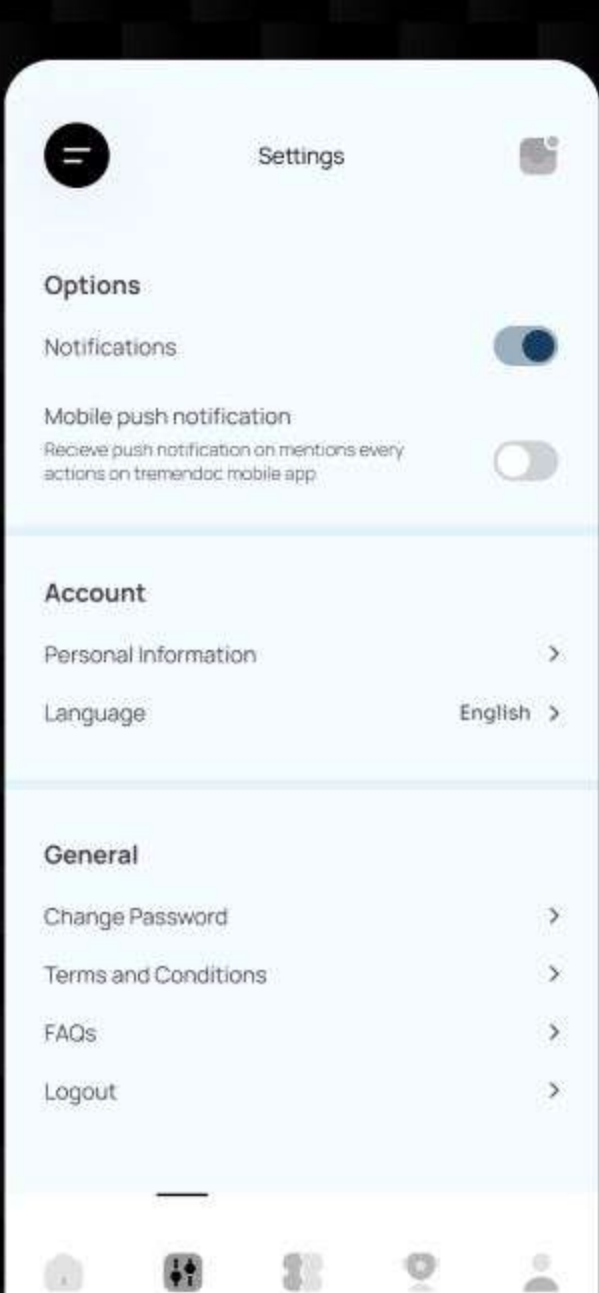 Settings
Options
Notifications
Mobile push notification
Recieve push notification on mentions every
actions on tremendoc mobile app
Account
Personal Information
Language English
General
Change Password
Terms and Conditions
FAQs
Logout